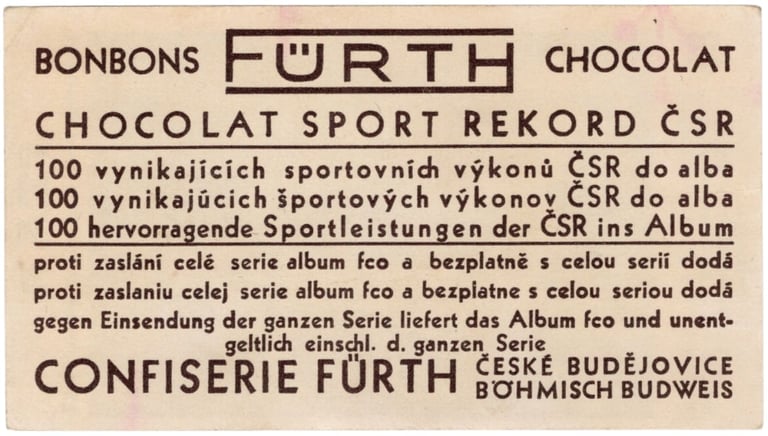 BONBONS FÜRTH CHOCOLAT
CHOCOLAT SPORT REKORD ČSR
100 vynikajících sportovních výkonů ČSR do alba
100 vynikajúcich športových výkonov ČSR do alba
100 hervorragende Sportleistungen der ČSR ins Album
proti zaslání celé serie album fco a bezplatně s celou serií dodá
proti zaslaniu celej serie album fco a bezplatne s celou seriou dodá
gegen Einsendung der ganzen Serie liefert das Album fco und unent-
geltlich einschl. d. ganzen Serie
CONFISERIE FÜRTH ČESKÉ BUDĚJOVICE
BÖHMISCH BUDWEIS